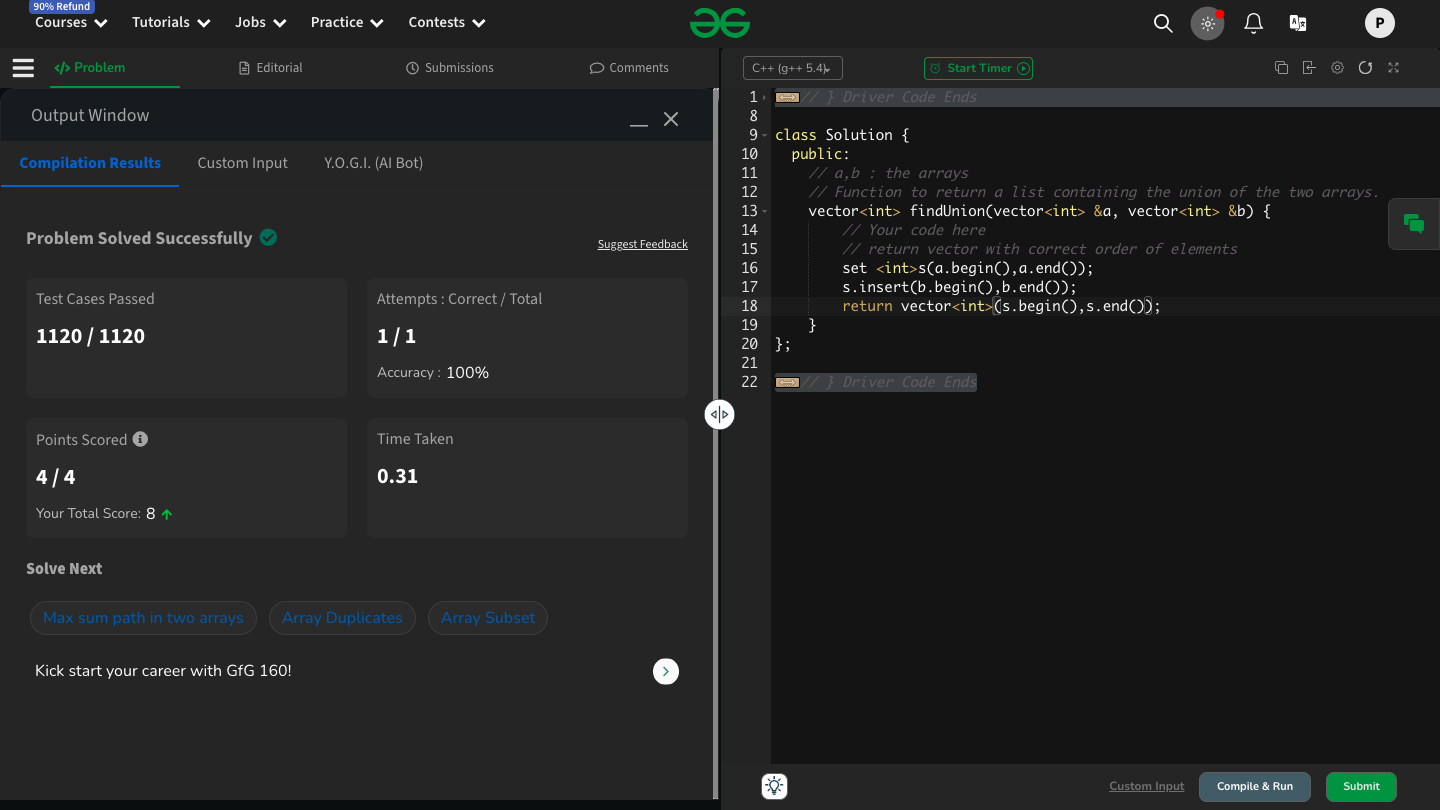 90% Refund
Courses Tutorials Jobs Practice Contests P
Problem Editorial Submissions Comments
Output Window
Compilation Results Custom Input Y.O.G.I. (AI Bot)
Problem Solved Successfully
Suggest Feedback
Test Cases Passed
1120 / 1120
Attempts : Correct / Total
1 / 1
Accuracy : 100%
Points Scored
4 / 4
Your Total Score: 8
Time Taken
0.31
Solve Next
Max sum path in two arrays Array Duplicates Array Subset
Kick start your career with GfG 160!
C++ (g++ 5.4) Start Timer
1 // } Driver Code Ends
8
9 class Solution {
10 public:
11 // a,b : the arrays
12 // Function to return a list containing the union of the two arrays.
13 vector<int> findUnion(vector<int> &a, vector<int> &b) {
14 // Your code here
15 // return vector with correct order of elements
16 set <int>s(a.begin(),a.end());
17 s.insert(b.begin(),b.end());
18 return vector<int>(s.begin(),s.end());
19 }
20 };
21
22 // } Driver Code Ends
Custom Input Compile & Run Submit